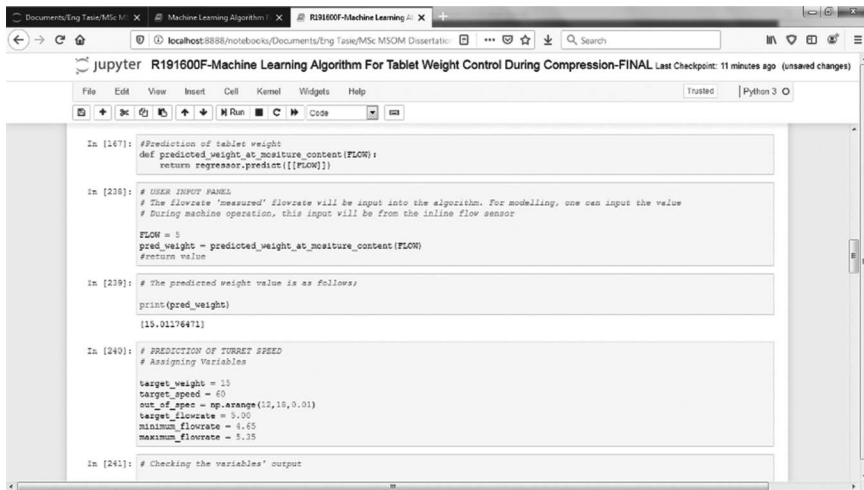 Documents/Eng Tasie/MSc MS
Machine Learning Algorithm F
R191600F-Machine Learning Al
localhost:8888/notebooks/Documents/Eng Tasie/MSc MSOM Dissertatio
Search
jupyter R191600F-Machine Learning Algorithm For Tablet Weight Control During Compression-FINAL Last Checkpoint: 11 minutes ago (unsaved changes)
File Edit View Insert Cell Kernel Widgets Help Trusted Python 3
Run Code
In [167]: #Prediction of tablet weight
def predicted_weight_at_mositure_content(FLOW):
return regressor.predict([[FLOW]])
In [238]: # USER INPUT PANEL
# The flowrate 'measured' flowrate will be input into the algorithm. For modelling, one can input the value
# During machine operation, this input will be from the inline flow sensor
FLOW = 5
pred_weight = predicted_weight_at_mositure_content(FLOW)
#return value
In [239]: # The predicted weight value is as follows;
print(pred_weight)
[15.01176471]
In [240]: # PREDICTION OF TURRET SPEED
# Assigning Variables
target_weight = 15
target_speed = 60
out_of_spec = np.arange(12,18,0.01)
target_flowrate = 5.00
minimum_flowrate = 4.65
maximum_flowrate = 5.35
In [241]: # Checking the variables' output